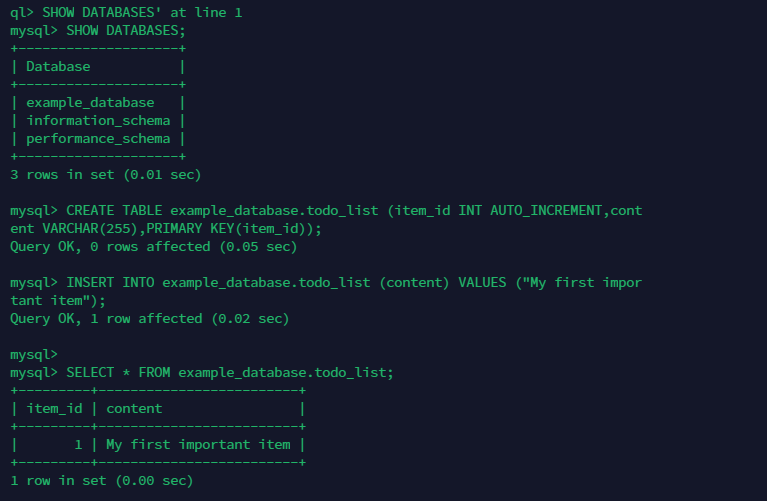 ql> SHOW DATABASES' at line 1
mysql> SHOW DATABASES;
+--------------------+
| Database           |
+--------------------+
| example_database   |
| information_schema |
| performance_schema |
+--------------------+
3 rows in set (0.01 sec)

mysql> CREATE TABLE example_database.todo_list (item_id INT AUTO_INCREMENT,cont
ent VARCHAR(255),PRIMARY KEY(item_id));
Query OK, 0 rows affected (0.05 sec)

mysql> INSERT INTO example_database.todo_list (content) VALUES ("My first impor
tant item");
Query OK, 1 row affected (0.02 sec)

mysql>
mysql> SELECT * FROM example_database.todo_list;
+---------+-------------------------+
| item_id | content                 |
+---------+-------------------------+
|       1 | My first important item |
+---------+-------------------------+
1 row in set (0.00 sec)